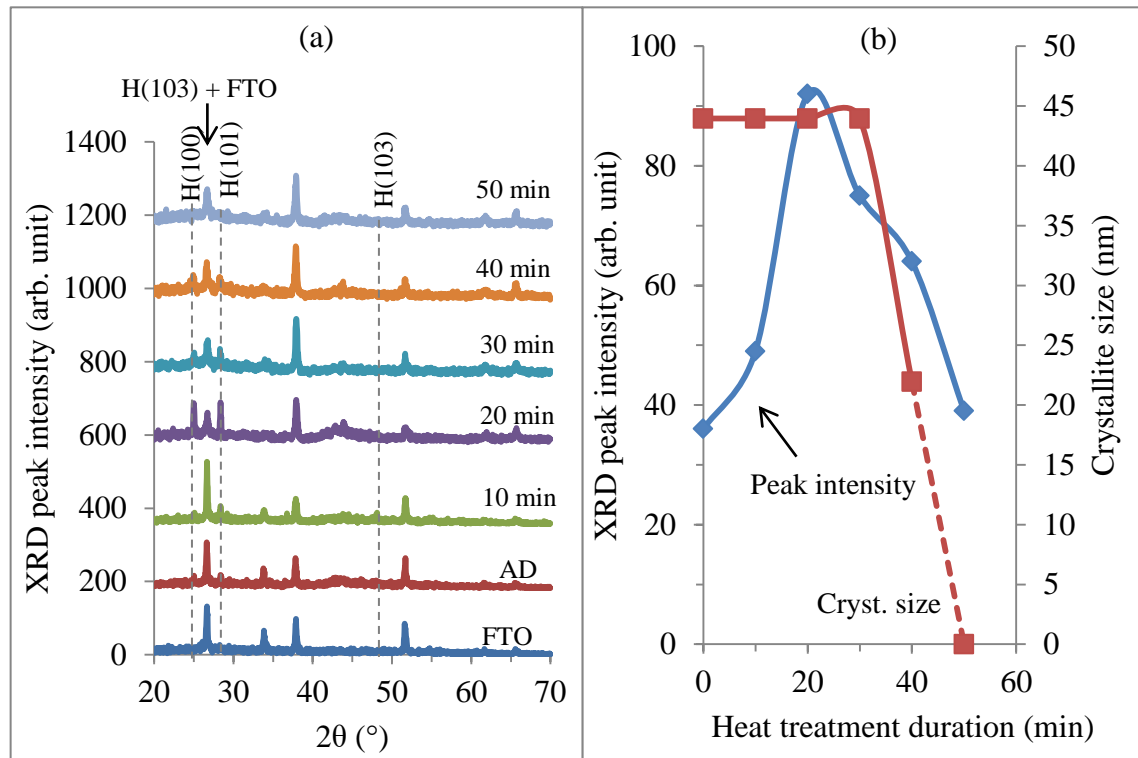 (a)
H(103) + FTO
H(100)
H(101)
H(103)
XRD peak intensity (arb. unit)
1400
1200
1000
800
600
400
200
0
50 min
40 min
30 min
20 min
10 min
AD
FTO
20 30 40 50 60 70
2θ (°)
(b)
XRD peak intensity (arb. unit)
100
80
60
40
20
0
Peak intensity
Cryst. size
50
45
40
35
30
25
20
15
10
5
0
Crystallite size (nm)
0 20 40 60
Heat treatment duration (min)